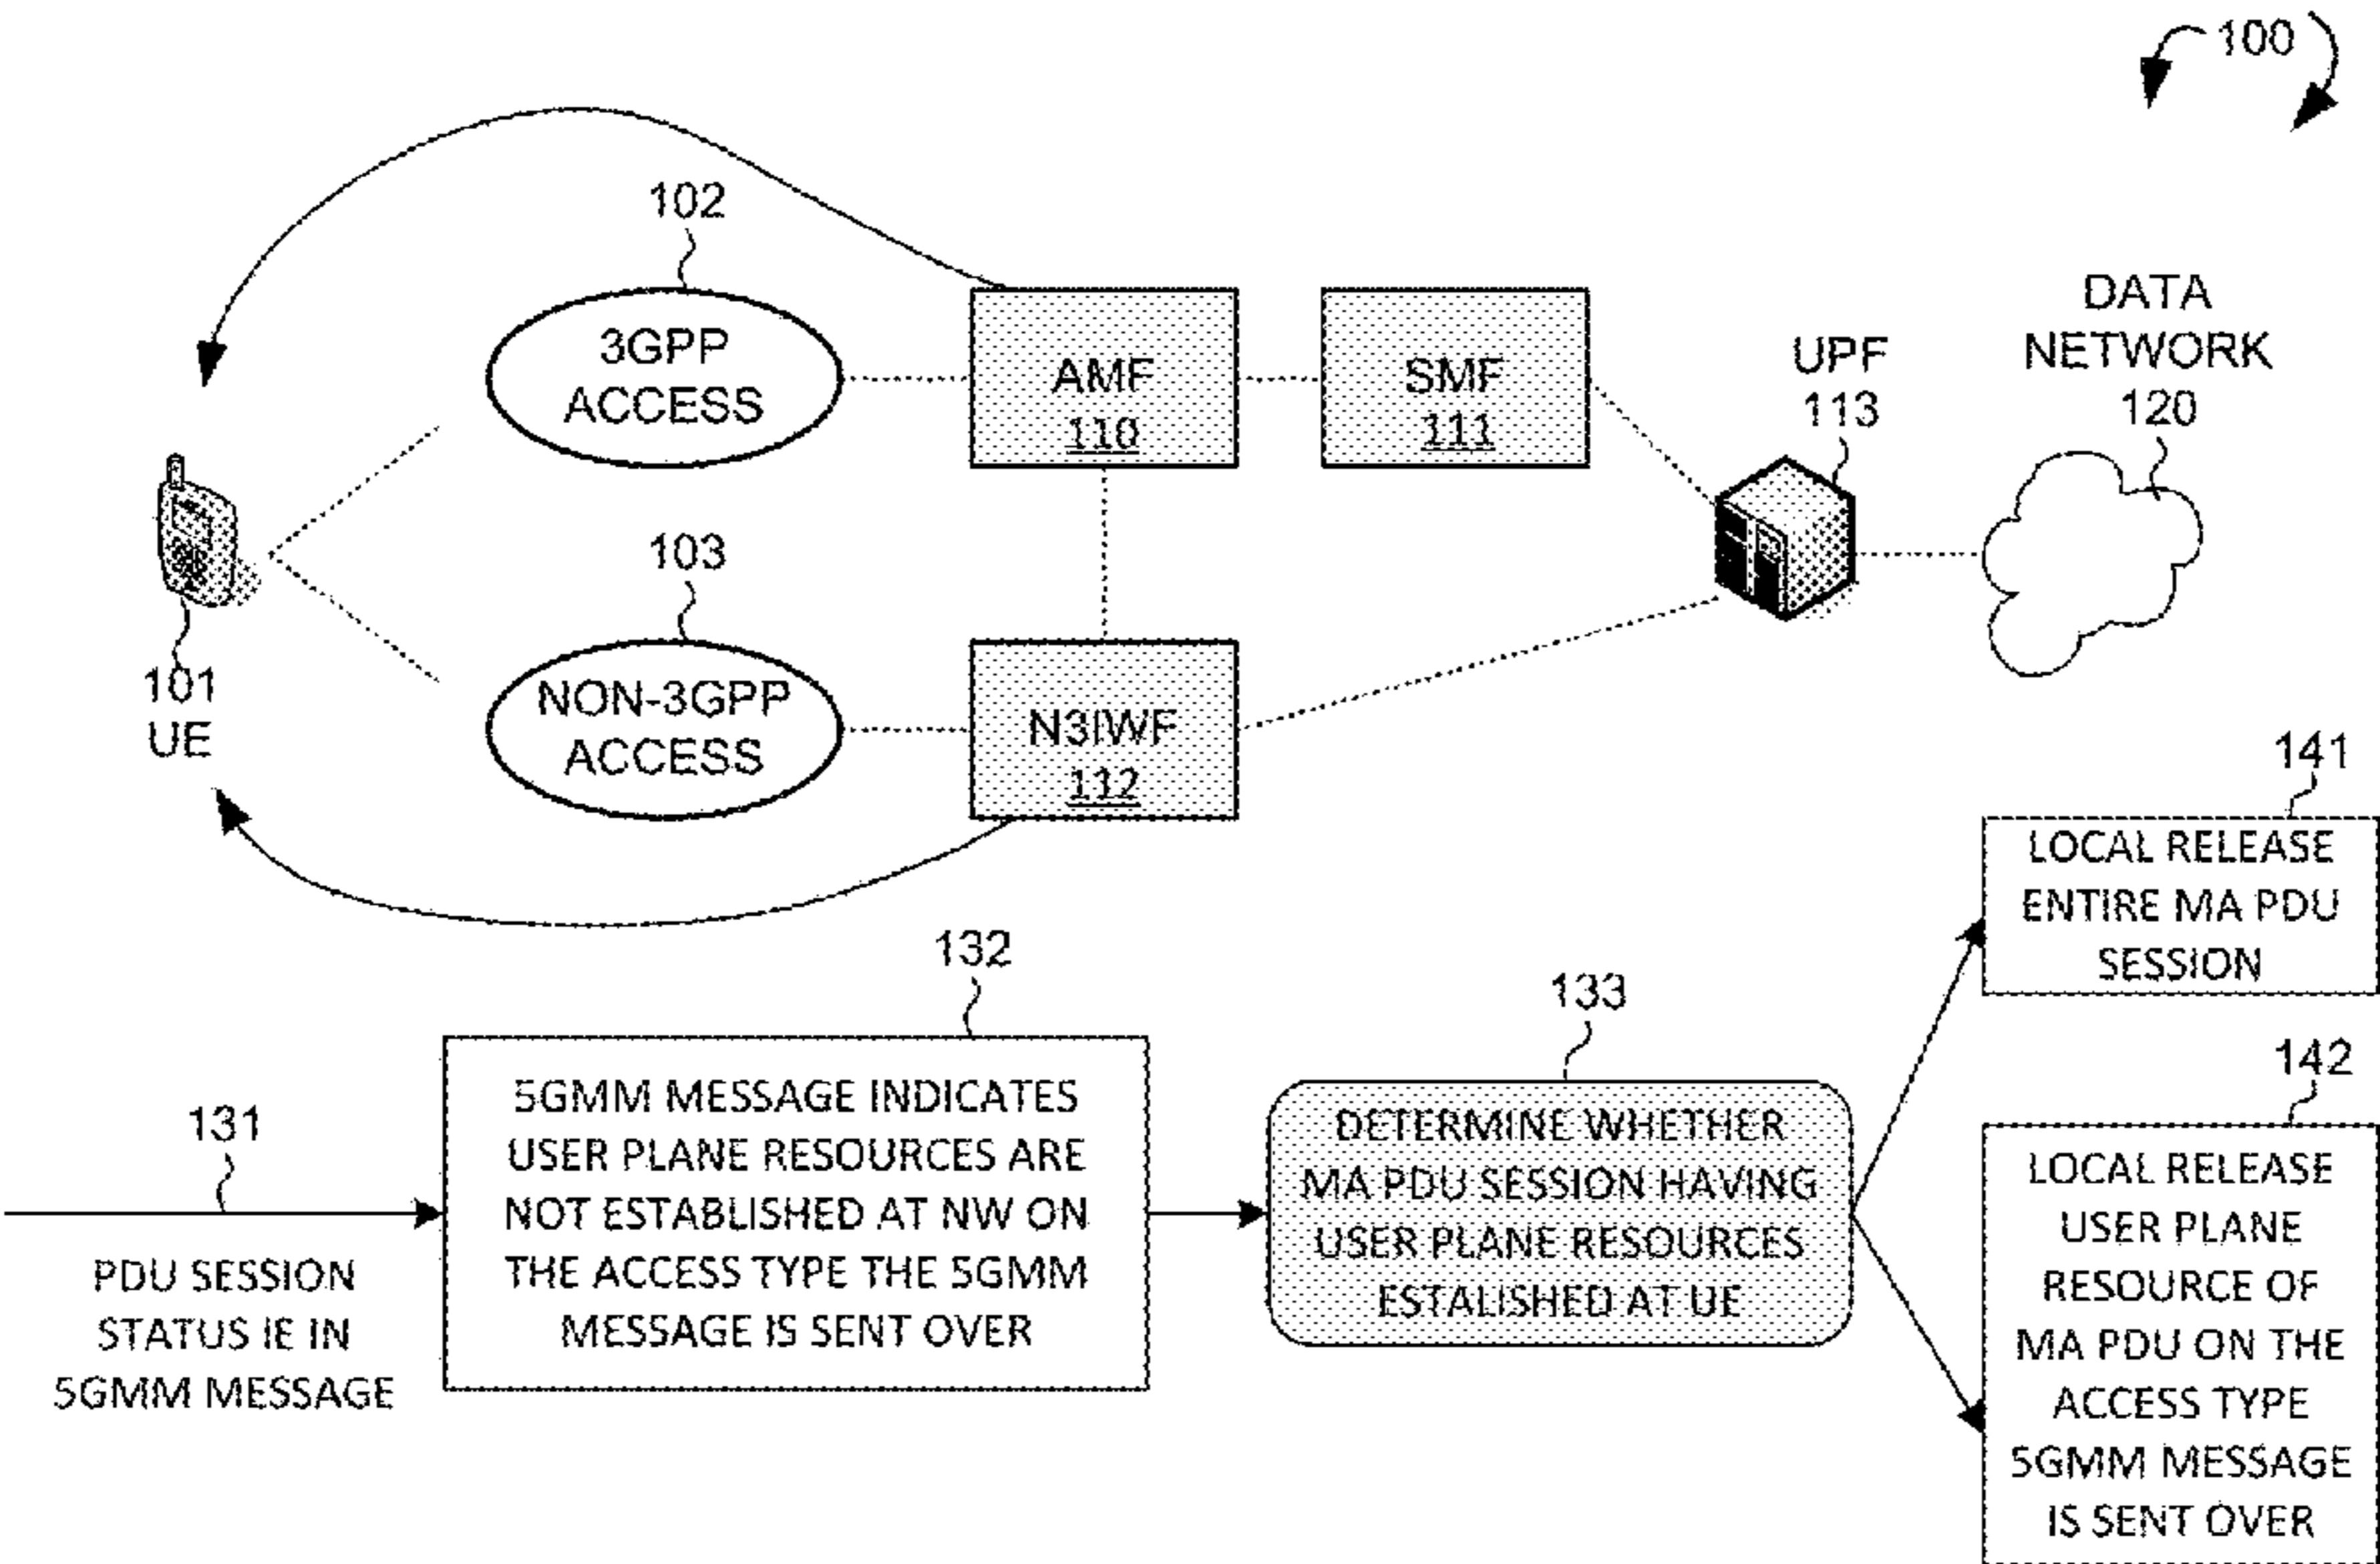 100
102
3GPP
ACCESS
AMF
110
SMF
111
UPF
113
DATA
NETWORK
120
101
UE
103
NON-3GPP
ACCESS
N3IWF
112
131
PDU SESSION
STATUS IE IN
5GMM MESSAGE
132
5GMM MESSAGE INDICATES
USER PLANE RESOURCES ARE
NOT ESTABLISHED AT NW ON
THE ACCESS TYPE THE 5GMM
MESSAGE IS SENT OVER
133
DETERMINE WHETHER
MA PDU SESSION HAVING
USER PLANE RESOURCES
ESTALISHED AT UE
141
LOCAL RELEASE
ENTIRE MA PDU
SESSION
142
LOCAL RELEASE
USER PLANE
RESOURCE OF
MA PDU ON THE
ACCESS TYPE
5GMM MESSAGE
IS SENT OVER